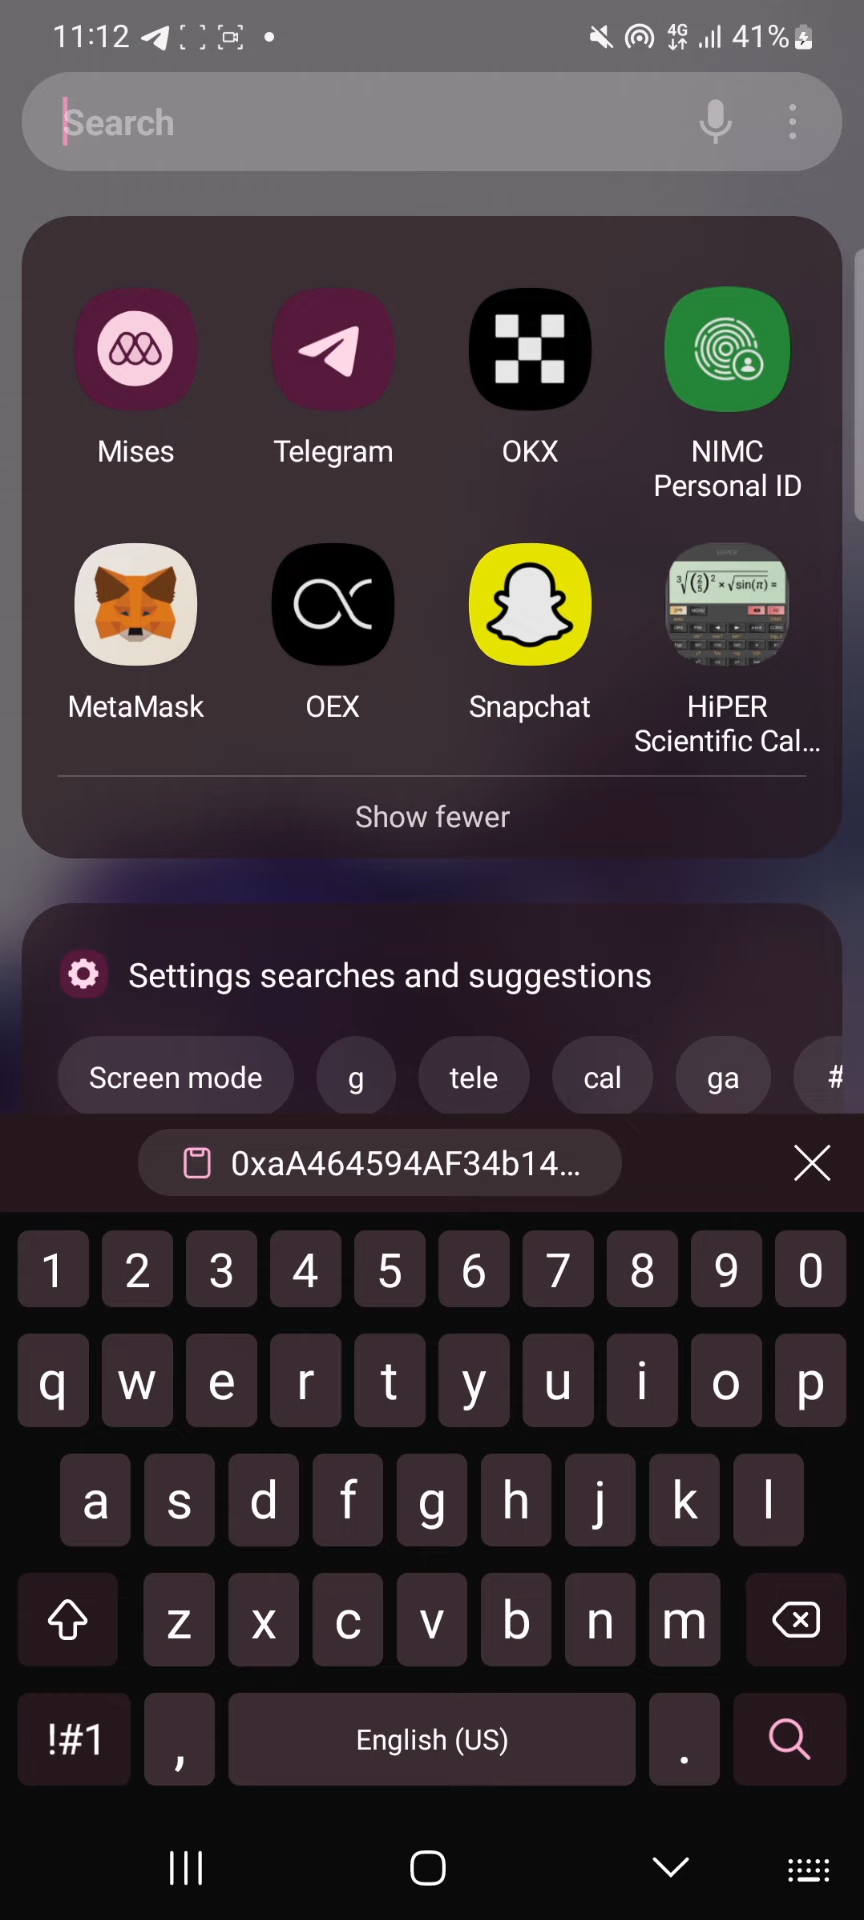 11:12 4G 41%
Search
Mises Telegram OKX NIMC
Personal ID
MetaMask OEX Snapchat HiPER
Scientific Cal...
Show fewer
Settings searches and suggestions
Screen mode g tele cal ga #
0xaA464594AF34b14...
1 2 3 4 5 6 7 8 9 0
q w e r t y u i o p
a s d f g h j k l
z x c v b n m
!#1 , English (US) .